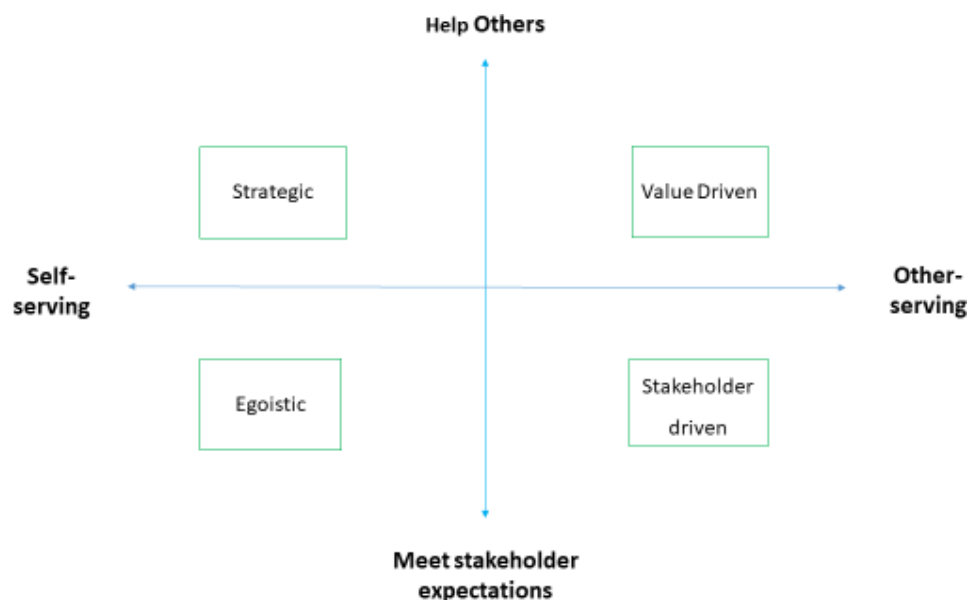 Help Others
Strategic
Value Driven
Self-
serving
Other-
serving
Egoistic
Stakeholder
driven
Meet stakeholder
expectations